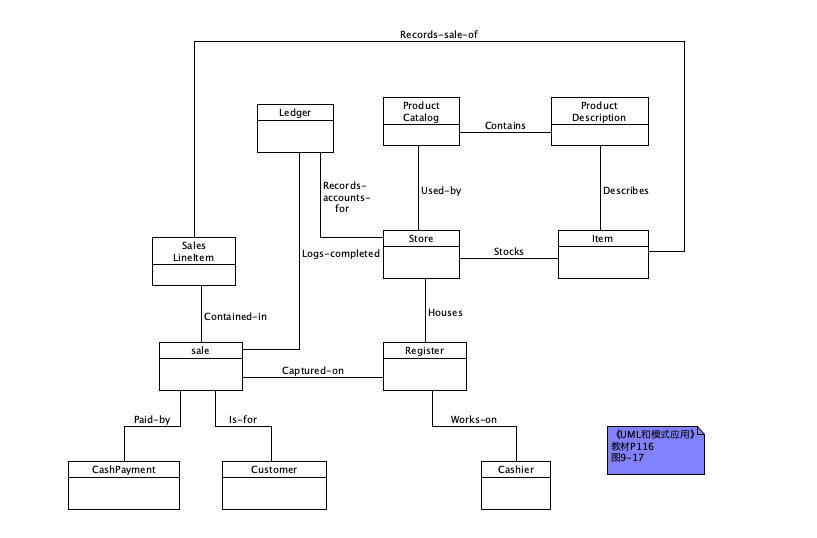 Records-sale-of
Ledger
Product
Catalog
Contains
Product
Description
Records-
accounts-
for
Used-by
Describes
Sales
LineItem
Logs-completed
Store
Stocks
Item
Contained-in
Houses
sale
Captured-on
Register
Paid-by
Is-for
Works-on
CashPayment
Customer
Cashier
《UML和模式应用》
教材P116
图9-17